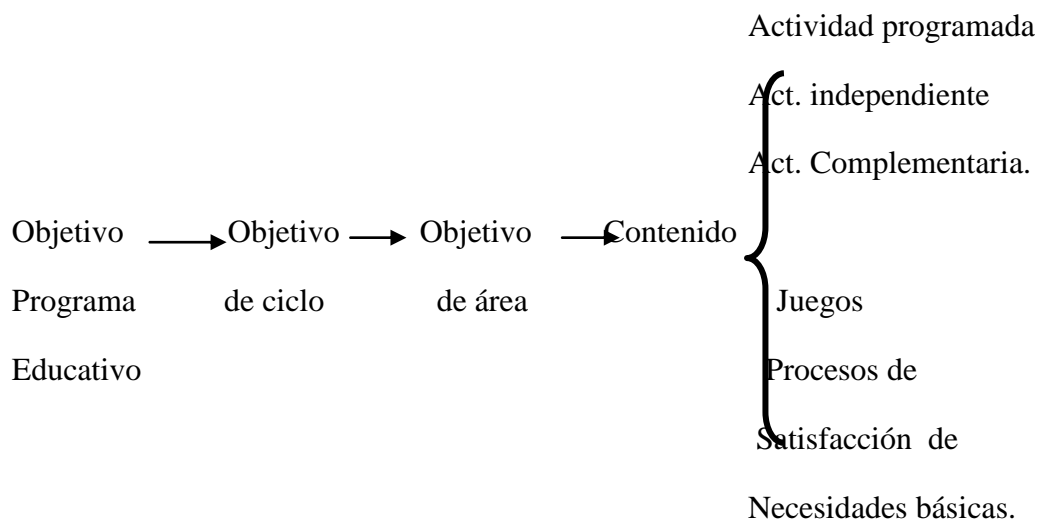 Actividad programada
Act. independiente
Act. Complementaria.
Objetivo Objetivo Objetivo Contenido
Programa de ciclo de área Juegos
Educativo Procesos de
Satisfacción de
Necesidades básicas.